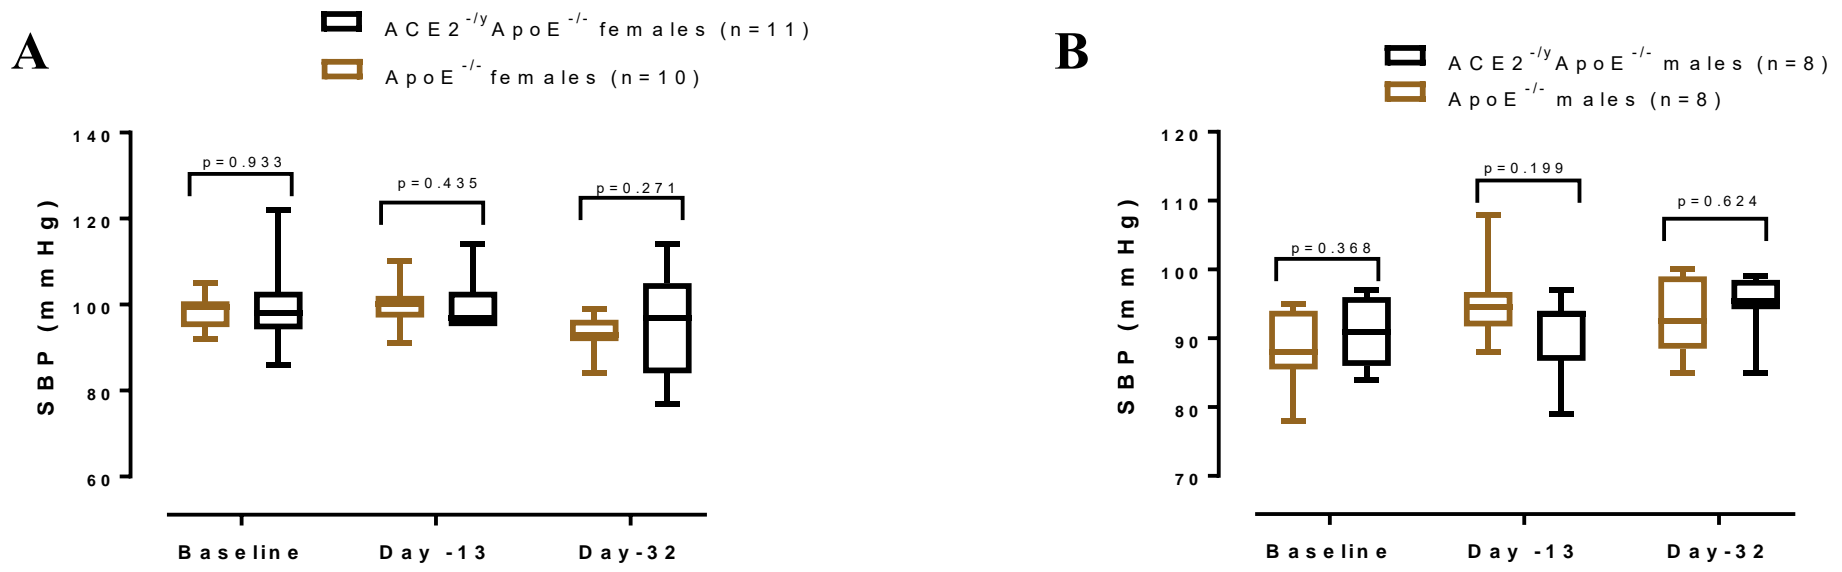 A
ACE2-/yApoE-/- females (n=11)
ApoE-/- females (n=10)
140
120
100
80
60
SBP (mmHg)
p=0.933
p=0.435
p=0.271
Baseline
Day -13
Day-32
B
ACE2-/yApoE-/- males (n=8)
ApoE-/- males (n=8)
120
110
100
90
80
70
SBP (mmHg)
p=0.368
p=0.199
p=0.624
Baseline
Day -13
Day-32